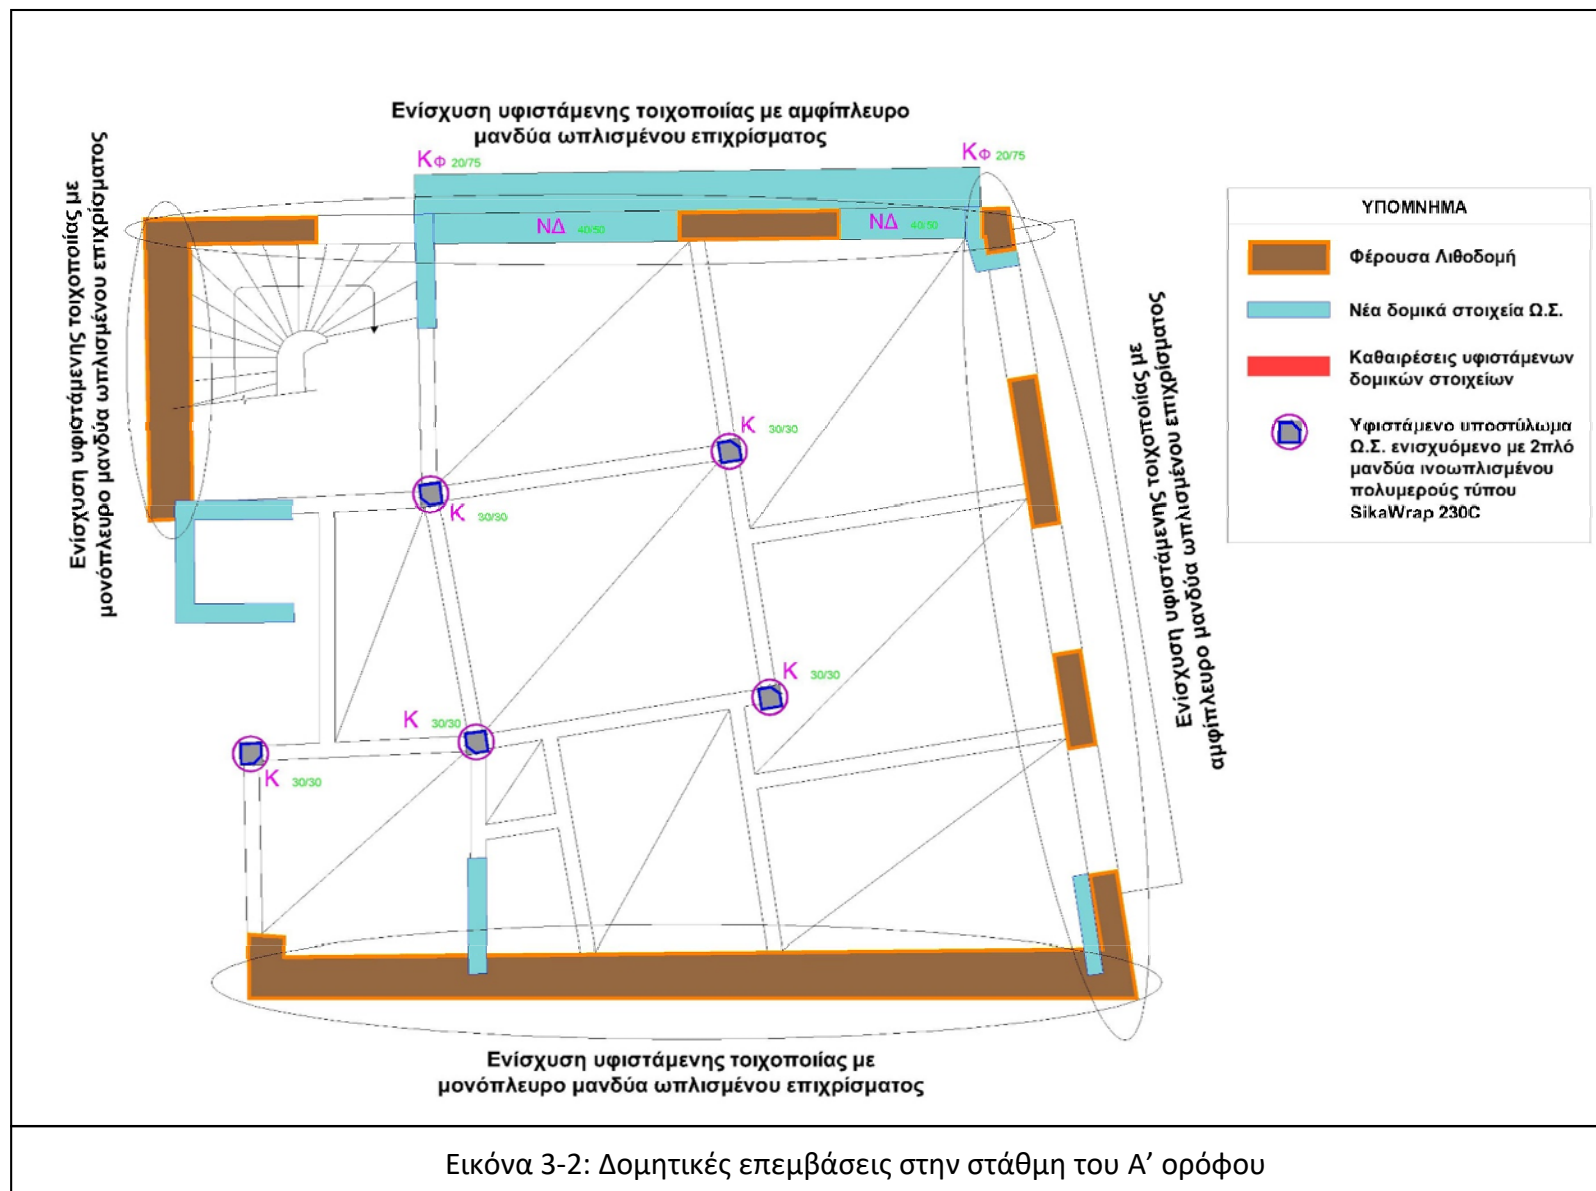 Ενίσχυση υφιστάμενης τοιχοποιίας με αμφίπλευρο
μανδύα ωπλισμένου επιχρίσματος
Ενίσχυση υφιστάμενης τοιχοποιίας με
μονόπλευρο μανδύα ωπλισμένου επιχρίσματος
ΚΦ 20/75
ΚΦ 20/75
ΝΔ 40/50
ΝΔ 40/50
Κ 30/30
Κ 30/30
Κ 30/30
Κ 30/30
Κ 30/30
Ενίσχυση υφιστάμενης τοιχοποιίας με
αμφίπλευρο μανδύα ωπλισμένου επιχρίσματος
ΥΠΟΜΝΗΜΑ
Φέρουσα Λιθοδομή
Νέα δομικά στοιχεία Ω.Σ.
Καθαιρέσεις υφιστάμενων
δομικών στοιχείων
Υφιστάμενο υποστύλωμα
Ω.Σ. ενισχυόμενο με 2πλό
μανδύα ινοωπλισμένου
πολυμερούς τύπου
SikaWrap 230C
Ενίσχυση υφιστάμενης τοιχοποιίας με
μονόπλευρο μανδύα ωπλισμένου επιχρίσματος
Εικόνα 3-2: Δομητικές επεμβάσεις στην στάθμη του Α’ ορόφου